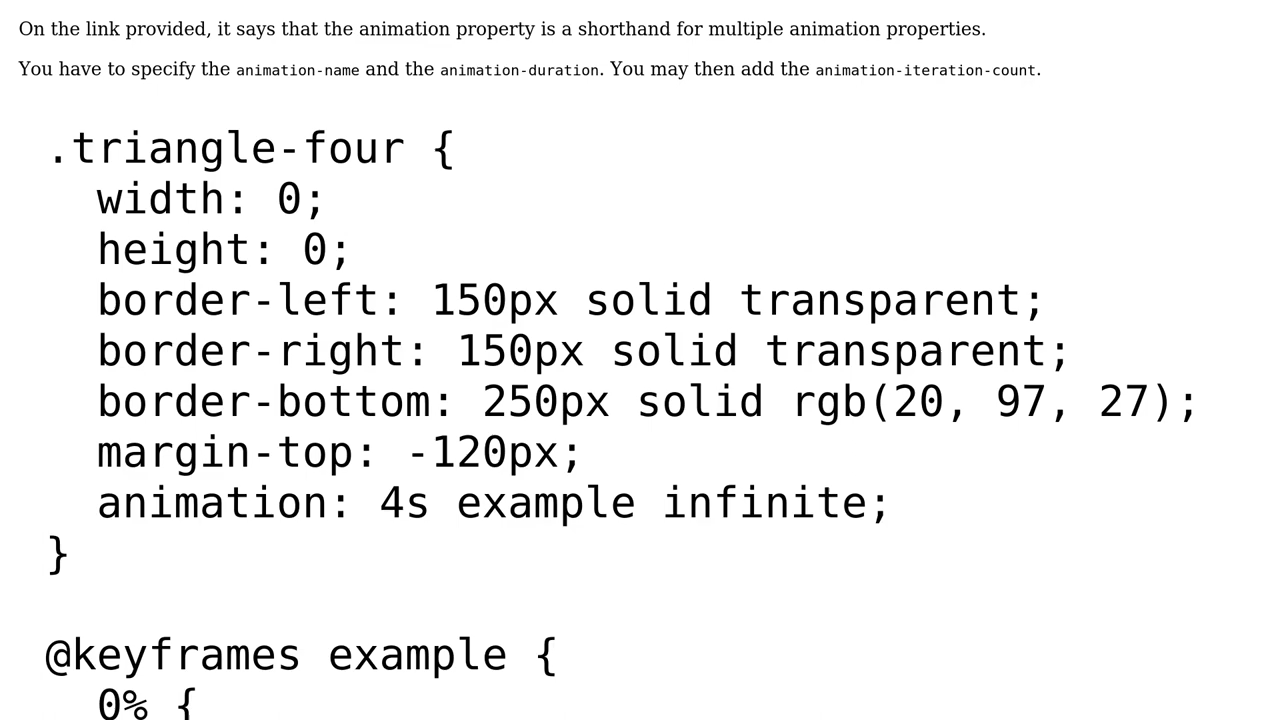 On the link provided, it says that the animation property is a shorthand for multiple animation properties.
You have to specify the animation-name and the animation-duration. You may then add the animation-iteration-count.
.triangle-four {
  width: 0;
  height: 0;
  border-left: 150px solid transparent;
  border-right: 150px solid transparent;
  border-bottom: 250px solid rgb(20, 97, 27);
  margin-top: -120px;
  animation: 4s example infinite;
}
@keyframes example {
  0% {